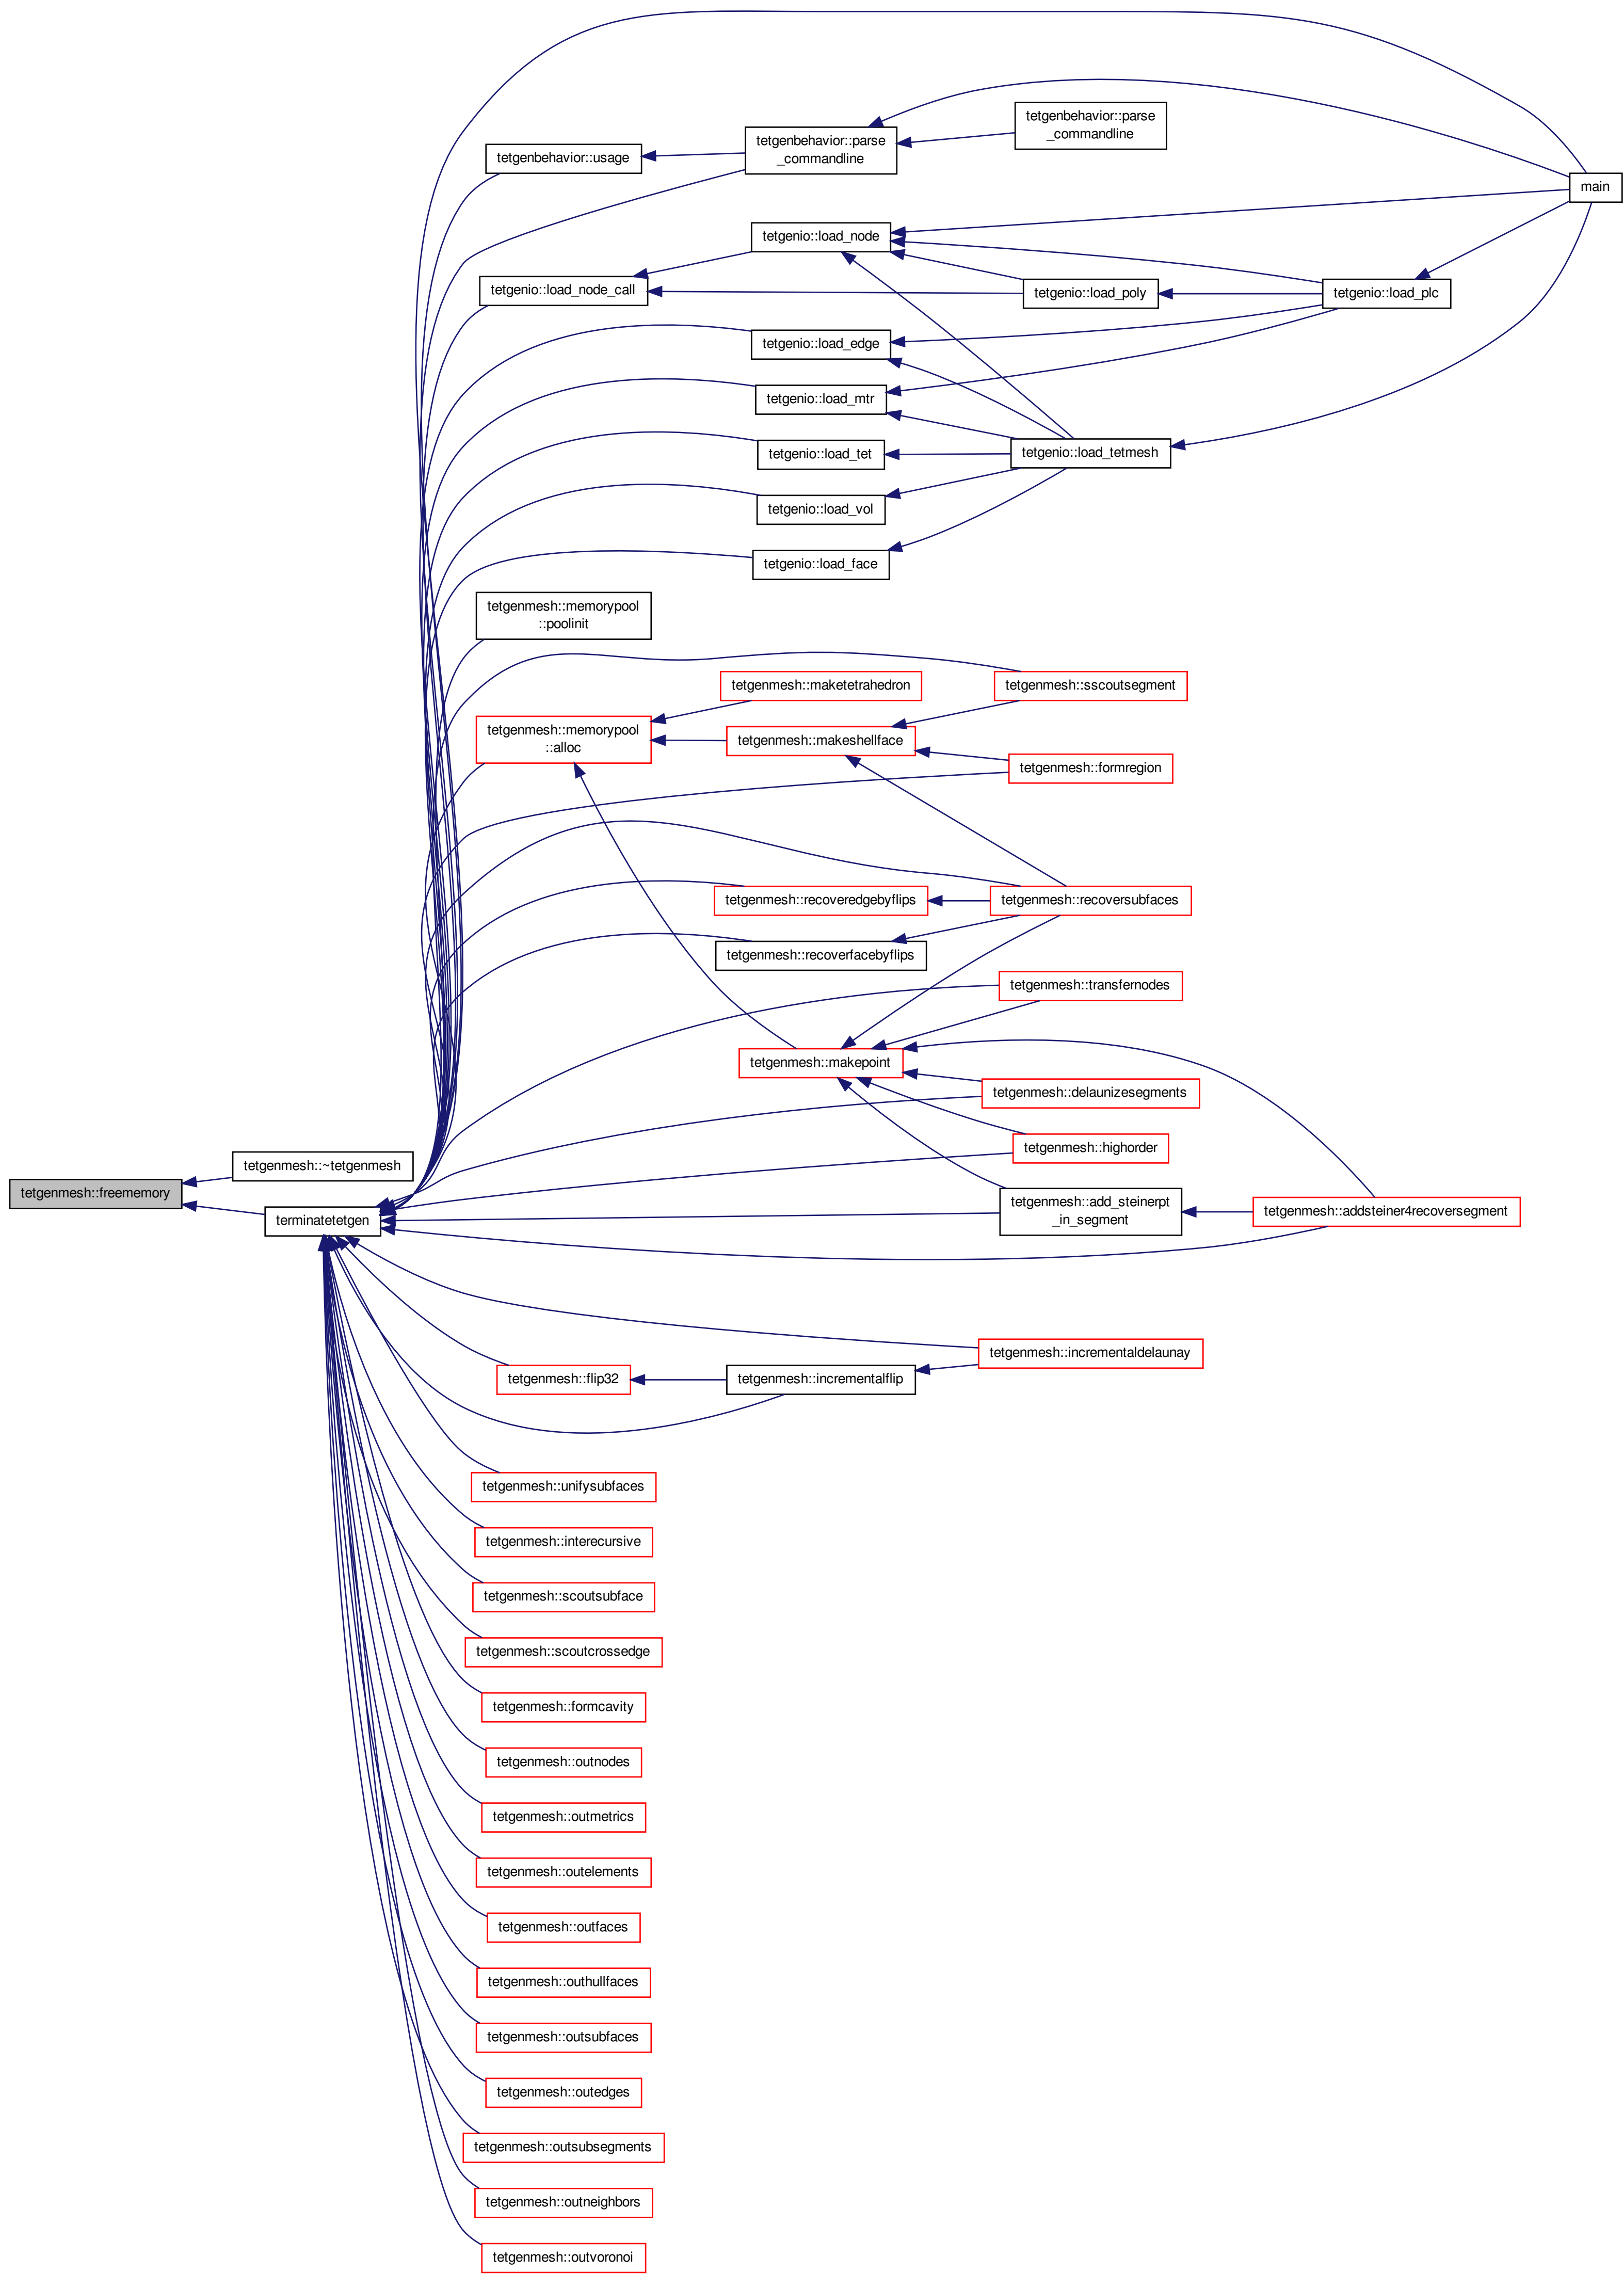 tetgenbehavior::parse
_commandline
tetgenbehavior::parse
_commandline
tetgenbehavior::usage
main
tetgenio::load_node
tetgenio::load_node_call
tetgenio::load_poly
tetgenio::load_plc
tetgenio::load_edge
tetgenio::load_mtr
tetgenio::load_tet
tetgenio::load_tetmesh
tetgenio::load_vol
tetgenio::load_face
tetgenmesh::memorypool
::poolinit
tetgenmesh::maketetrahedron
tetgenmesh::sscoutsegment
tetgenmesh::memorypool
::alloc
tetgenmesh::makeshellface
tetgenmesh::formregion
tetgenmesh::recoveredgebyflips
tetgenmesh::recoversubfaces
tetgenmesh::recoverfacebyflips
tetgenmesh::transfernodes
tetgenmesh::makepoint
tetgenmesh::delaunizesegments
tetgenmesh::highorder
tetgenmesh::~tetgenmesh
tetgenmesh::freememory
terminatetetgen
tetgenmesh::add_steinerpt
_in_segment
tetgenmesh::addsteiner4recoversegment
tetgenmesh::incrementaldelaunay
tetgenmesh::flip32
tetgenmesh::incrementalflip
tetgenmesh::unifysubfaces
tetgenmesh::interecursive
tetgenmesh::scoutsubface
tetgenmesh::scoutcrossedge
tetgenmesh::formcavity
tetgenmesh::outnodes
tetgenmesh::outmetrics
tetgenmesh::outelements
tetgenmesh::outfaces
tetgenmesh::outhullfaces
tetgenmesh::outsubfaces
tetgenmesh::outedges
tetgenmesh::outsubsegments
tetgenmesh::outneighbors
tetgenmesh::outvoronoi